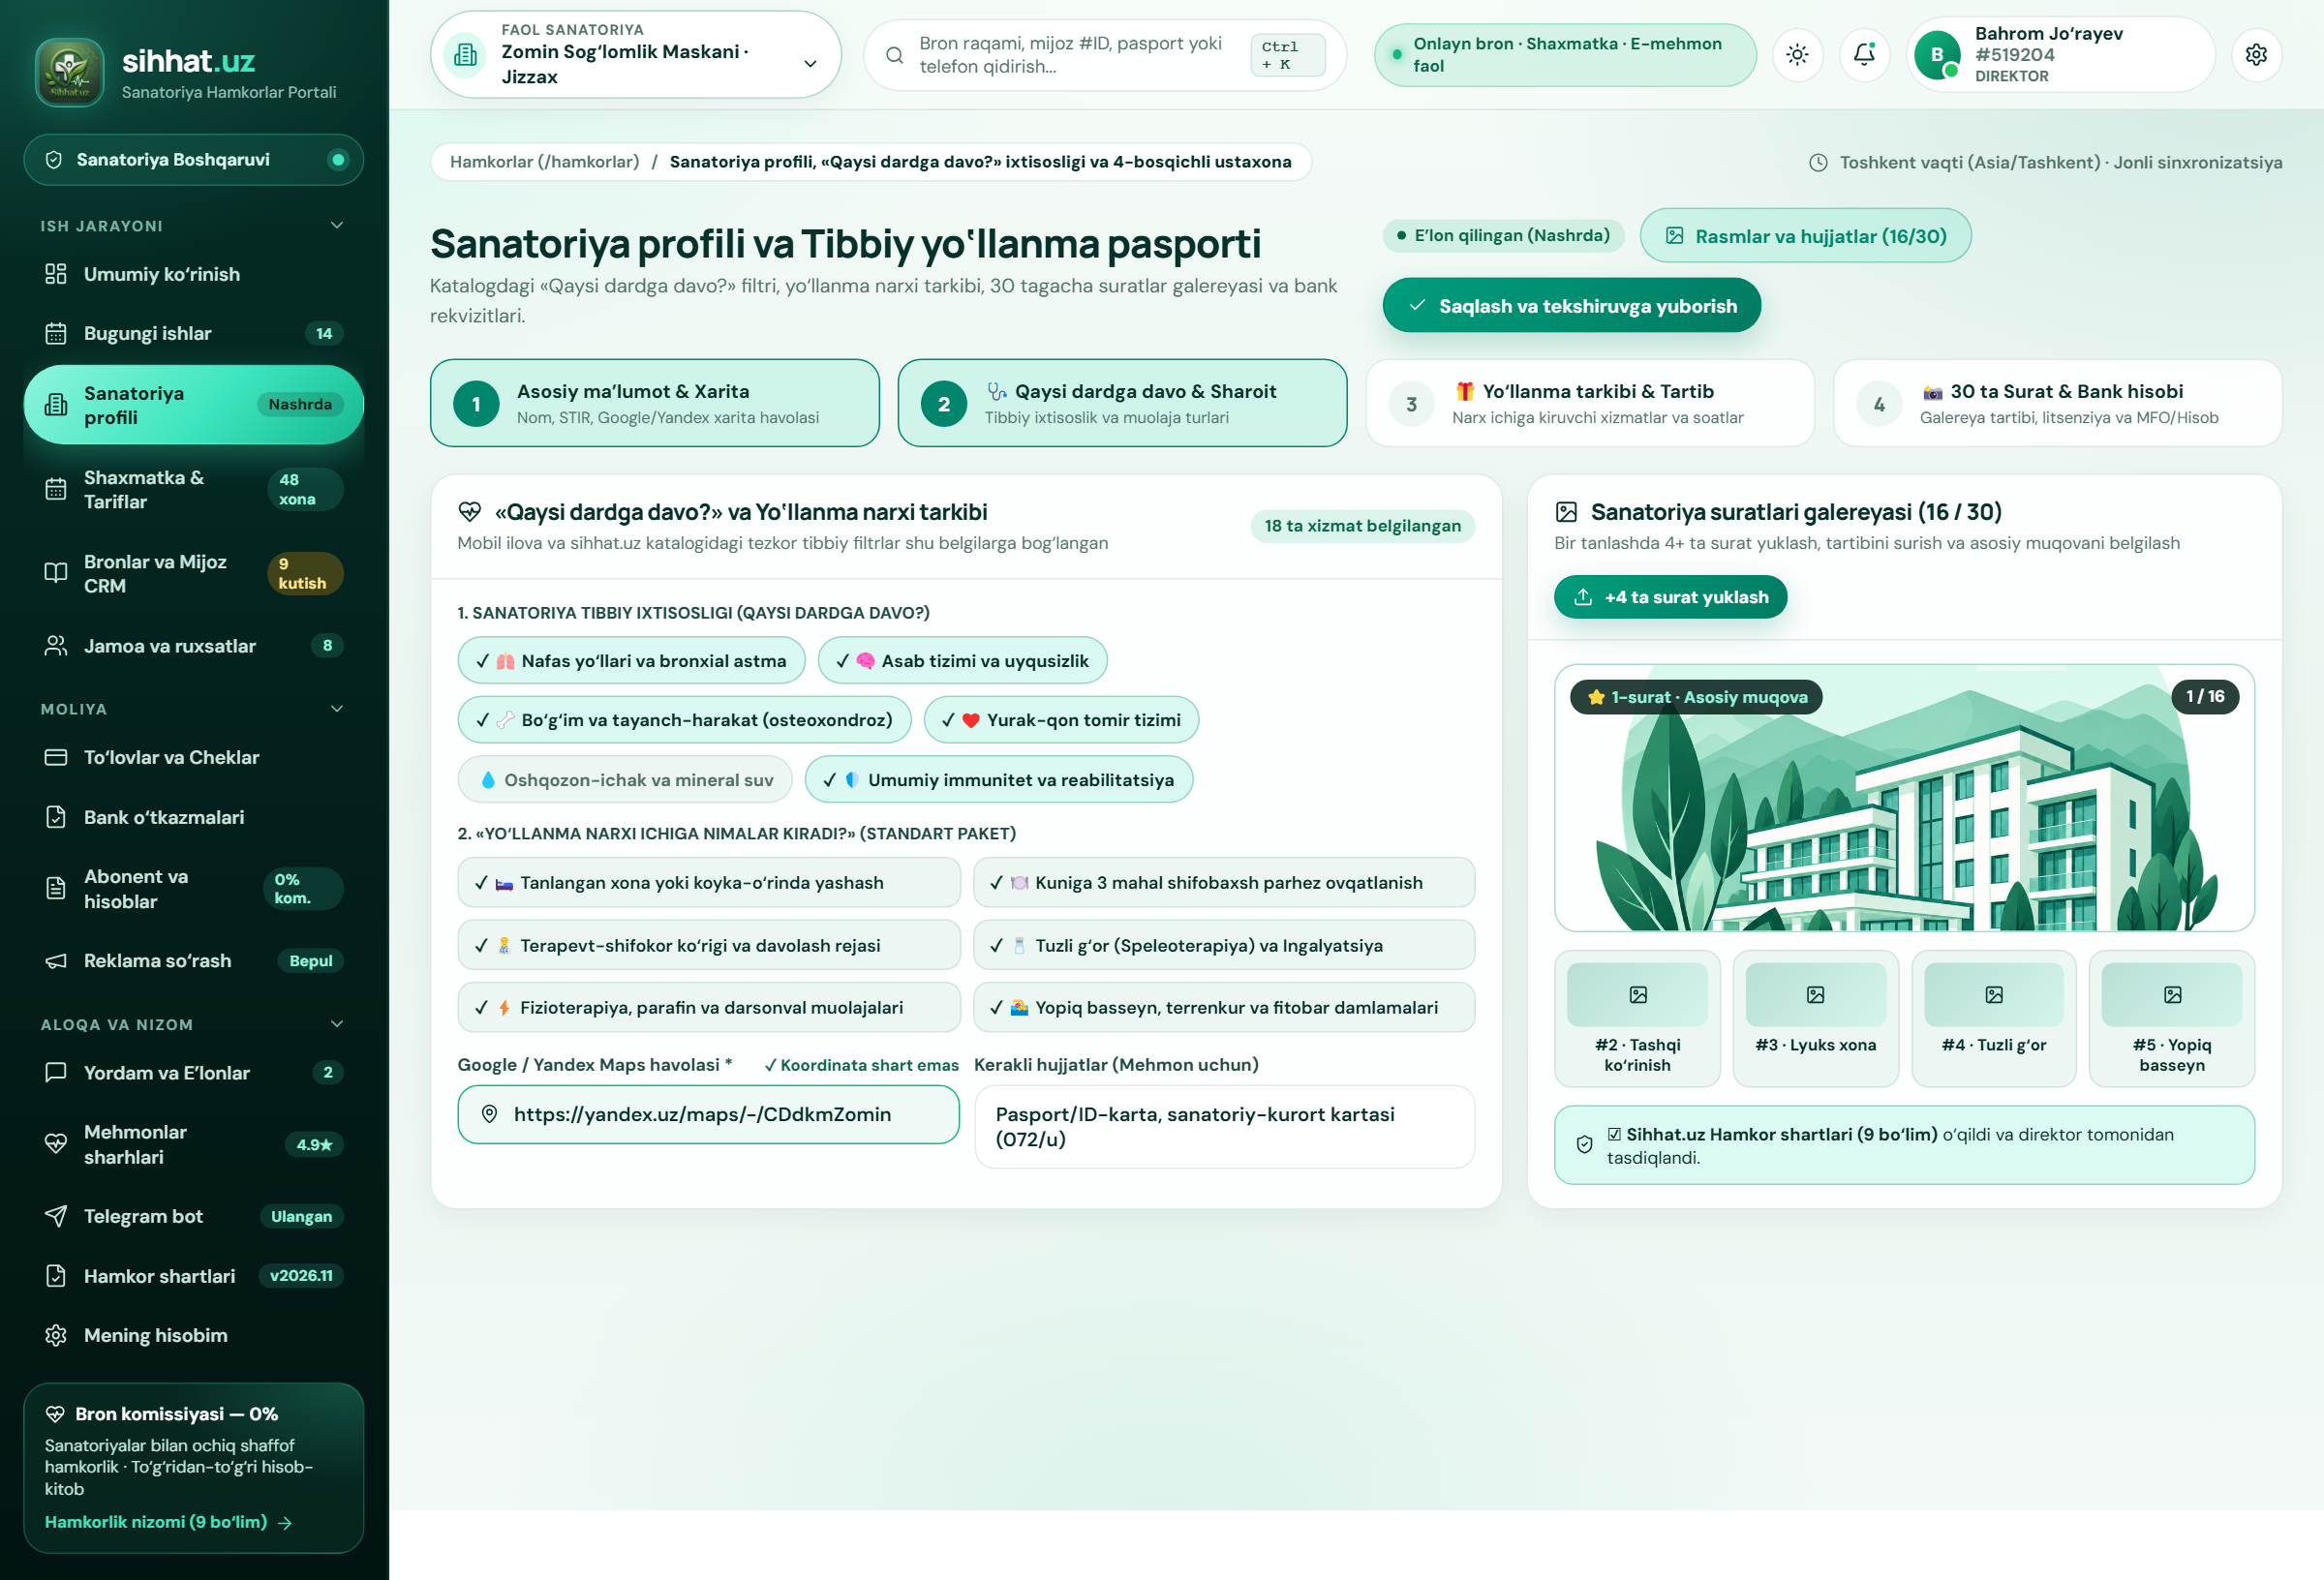 sihhat.uz
Sanatoriya Hamkorlar Portali
Sanatoriya Boshqaruvi
ISH JARAYONI
Umumiy ko‘rinish
Bugungi ishlar 14
Sanatoriya
profili
Nashrda
Shaxmatka &
Tariflar
48
xona
Bronlar va Mijoz
CRM
9
kutish
Jamoa va ruxsatlar 8
MOLIYA
To‘lovlar va Cheklar
Bank o‘tkazmalari
Abonent va
hisoblar
0%
kom.
Reklama so‘rash Bepul
ALOQA VA NIZOM
Yordam va E’lonlar 2
Mehmonlar
sharhlari
4.9★
Telegram bot Ulangan
Hamkor shartlari v2026.11
Mening hisobim
Bron komissiyasi — 0%
Sanatoriyalar bilan ochiq shaffof
hamkorlik · To‘g‘ridan-to‘g‘ri hisob-
kitob
Hamkorlik nizomi (9 bo‘lim) →
FAOL SANATORIYA
Zomin Sog‘lomlik Maskani ·
Jizzax
Bron raqami, mijoz #ID, pasport yoki
telefon qidirish...
Ctrl
+ K
Onlayn bron · Shaxmatka · E-mehmon
faol
B
Bahrom Jo‘rayev
#519204
DIREKTOR
Hamkorlar (/hamkorlar) / Sanatoriya profili, «Qaysi dardga davo?» ixtisosligi va 4-bosqichli ustaxona
Toshkent vaqti (Asia/Tashkent) · Jonli sinxronizatsiya
Sanatoriya profili va Tibbiy yo‘llanma pasporti
Katalogdagi «Qaysi dardga davo?» filtri, yo‘llanma narxi tarkibi, 30 tagacha suratlar galereyasi va bank
rekvizitlari.
E’lon qilingan (Nashrda)
Rasmlar va hujjatlar (16/30)
Saqlash va tekshiruvga yuborish
1
Asosiy ma’lumot & Xarita
Nom, STIR, Google/Yandex xarita havolasi
2
🩺 Qaysi dardga davo & Sharoit
Tibbiy ixtisoslik va muolaja turlari
3
🎁 Yo‘llanma tarkibi & Tartib
Narx ichiga kiruvchi xizmatlar va soatlar
4
📸 30 ta Surat & Bank hisobi
Galereya tartibi, litsenziya va MFO/Hisob
«Qaysi dardga davo?» va Yo‘llanma narxi tarkibi
Mobil ilova va sihhat.uz katalogidagi tezkor tibbiy filtrlar shu belgilarga bog‘langan
18 ta xizmat belgilangan
1. SANATORIYA TIBBIY IXTISOSLIGI (QAYSI DARDGA DAVO?)
✓ 🫁 Nafas yo‘llari va bronxial astma
✓ 🧠 Asab tizimi va uyqusizlik
✓ 🦴 Bo‘g‘im va tayanch-harakat (osteoxondroz)
✓ ❤️ Yurak-qon tomir tizimi
💧 Oshqozon-ichak va mineral suv
✓ 🛡️ Umumiy immunitet va reabilitatsiya
2. «YO‘LLANMA NARXI ICHIGA NIMALAR KIRADI?» (STANDART PAKET)
✓ 🛏️ Tanlangan xona yoki koyka-o‘rinda yashash
✓ 🍽️ Kuniga 3 mahal shifobaxsh parhez ovqatlanish
✓ Terapevt-shifokor ko‘rigi va davolash rejasi
✓ 🧂 Tuzli g‘or (Speleoterapiya) va Ingalyatsiya
✓ ⚡ Fizioterapiya, parafin va darsonval muolajalari
✓ Yopiq basseyn, terrenkur va fitobar damlamalari
Google / Yandex Maps havolasi *
✓ Koordinata shart emas
https://yandex.uz/maps/-/CDdkmZomin
Kerakli hujjatlar (Mehmon uchun)
Pasport/ID-karta, sanatoriy-kurort kartasi
(072/u)
Sanatoriya suratlari galereyasi (16 / 30)
Bir tanlashda 4+ ta surat yuklash, tartibini surish va asosiy muqovani belgilash
+4 ta surat yuklash
⭐ 1-surat · Asosiy muqova
1 / 16
#2 · Tashqi
ko‘rinish
#3 · Lyuks xona
#4 · Tuzli g‘or
#5 · Yopiq
basseyn
☑ Sihhat.uz Hamkor shartlari (9 bo‘lim) o‘qildi va direktor tomonidan
tasdiqlandi.